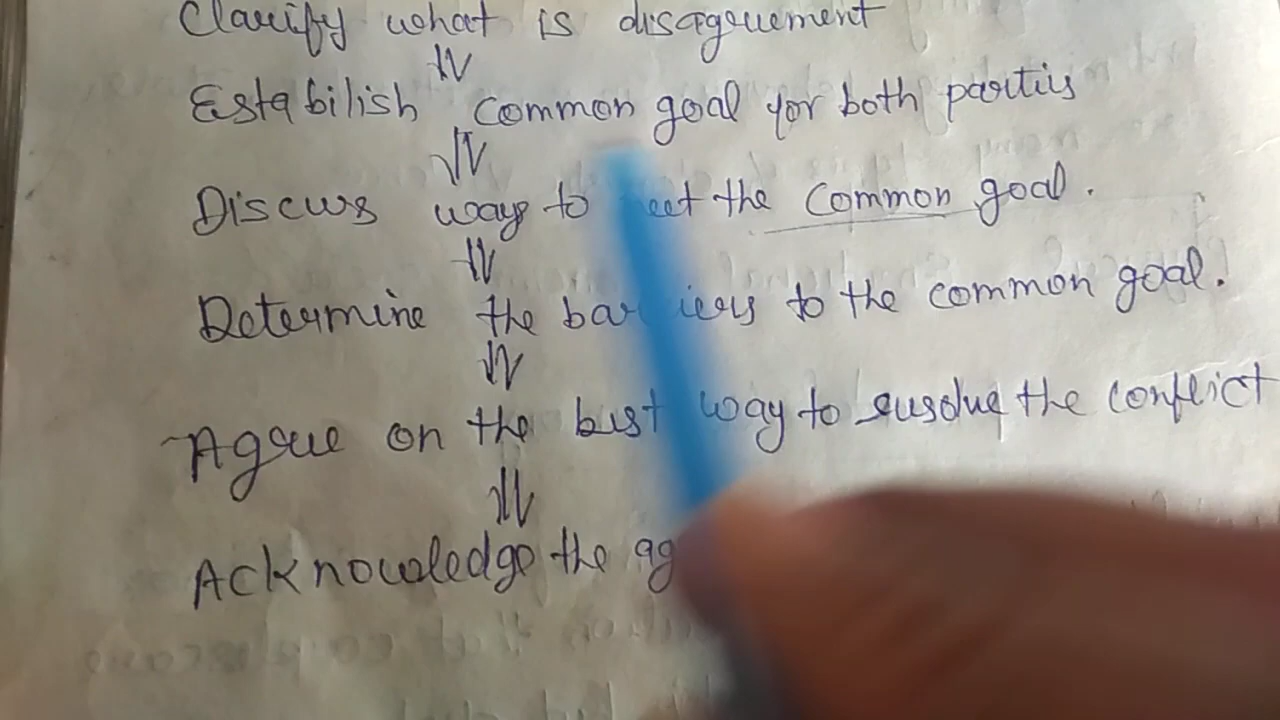 Clarify what is disagreement
Estabilish common goal for both parties
Discuss ways to the common goal.
Determine the barriers to the common goal.
Agree on the best way to resolve the conflict
Acknowledge the